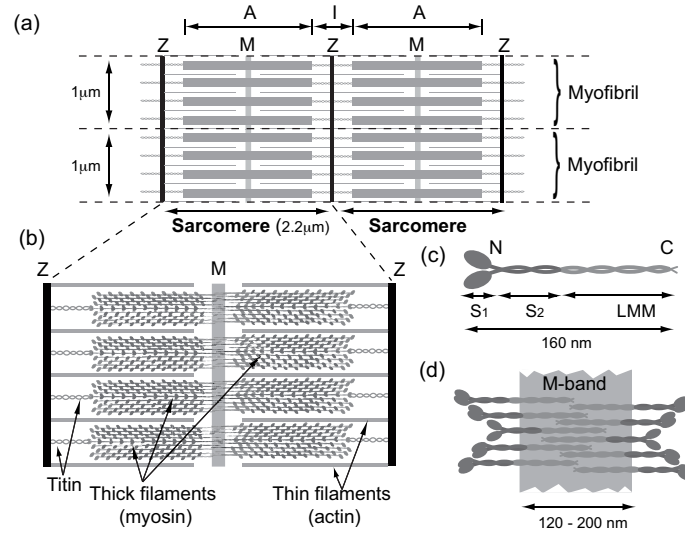 (a)
A I A
Z M Z M Z
1μm
Myofibril
1μm
Myofibril
Sarcomere (2.2μm) Sarcomere
(b)
Z M Z
Titin
Thick filaments
(myosin)
Thin filaments
(actin)
(c)
N C
S1 S2 LMM
160 nm
(d)
M-band
120 - 200 nm